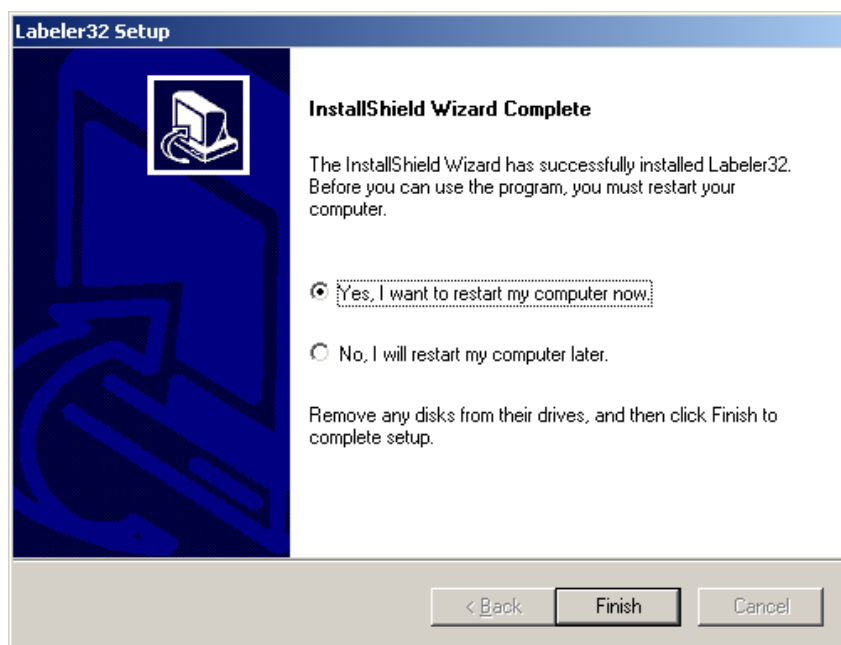 Labeler32 Setup
InstallShield Wizard Complete
The InstallShield Wizard has successfully installed Labeler32.
Before you can use the program, you must restart your
computer.
Yes, I want to restart my computer now.
No, I will restart my computer later.
Remove any disks from their drives, and then click Finish to
complete setup.
< Back Finish Cancel